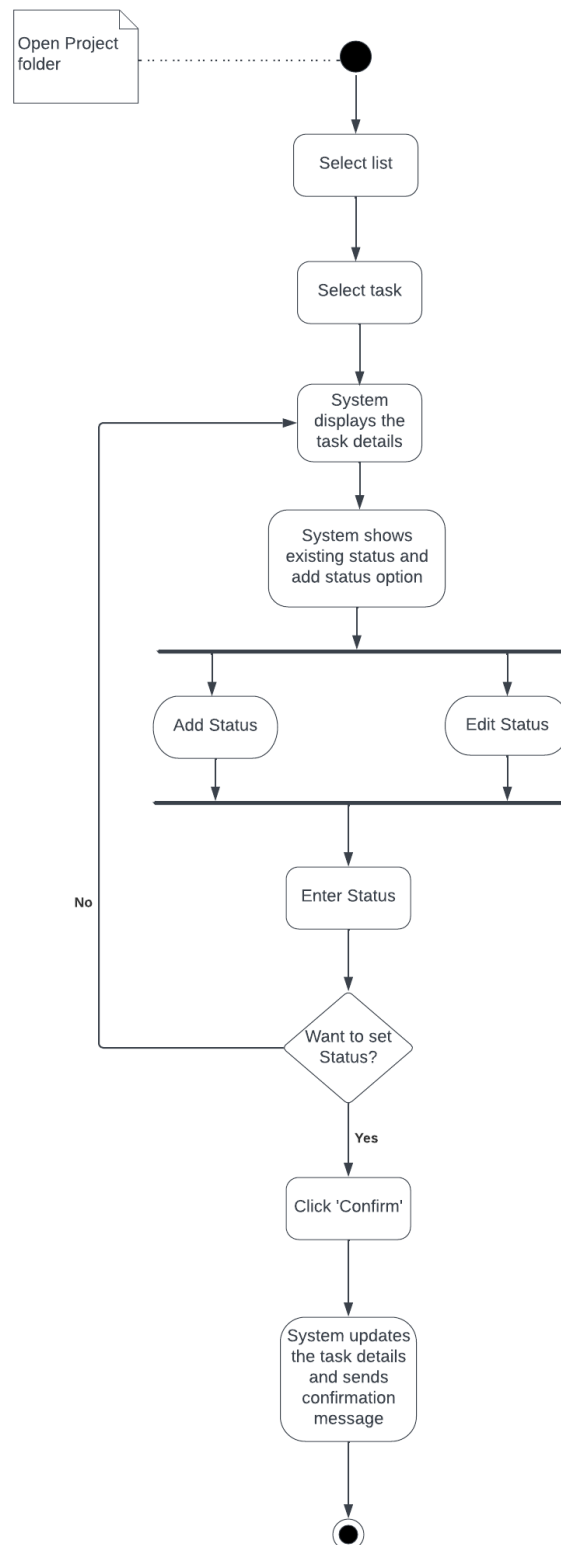 Open Project
folder
Select list
Select task
System
displays the
task details
System shows
existing status and
add status option
Add Status
Edit Status
Enter Status
No
Want to set
Status?
Yes
Click 'Confirm'
System updates
the task details
and sends
confirmation
message